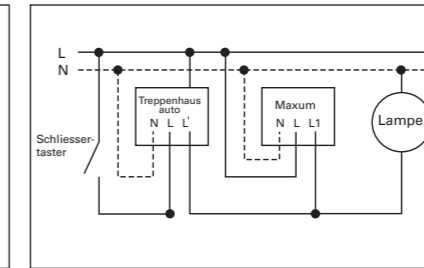 L
N
Treppenhaus
auto
N L L'
Maxum
N L L1
Lampe
Schliesser-
taster